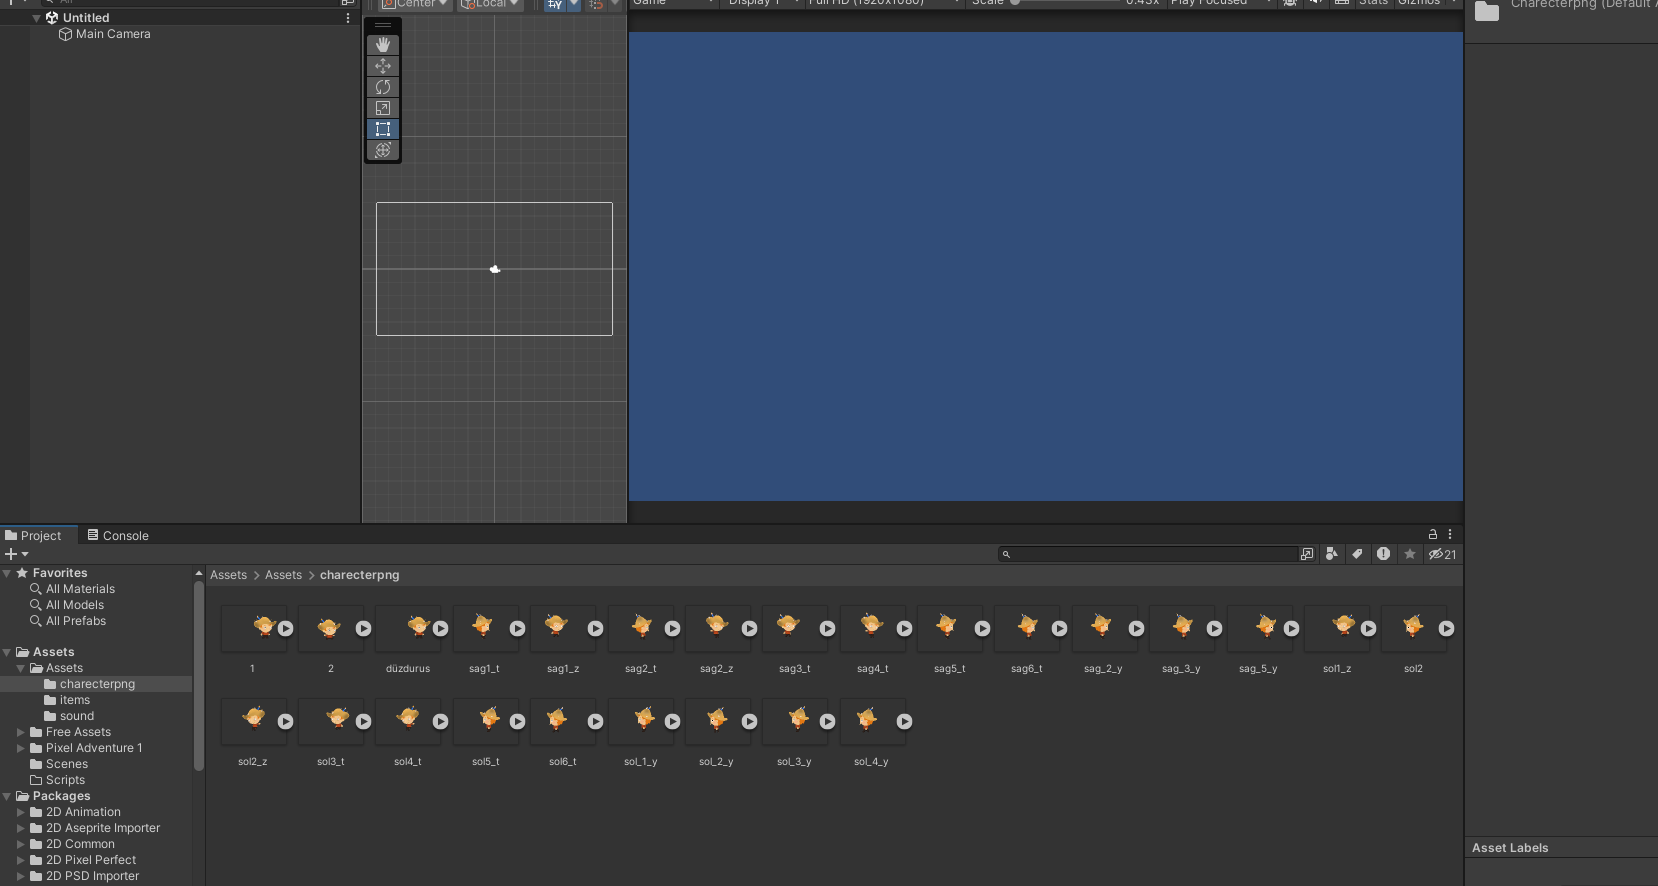 All
Center
Local
Game
Display 1
Full HD (1920x1080)
Scale
0.43x
Play Focused
Stats
Gizmos
Charecterpng (Default A
Untitled
Main Camera
Project
Console
21
Favorites
All Materials
All Models
All Prefabs
Assets
Assets
charecterpng
items
sound
Free Assets
Pixel Adventure 1
Scenes
Scripts
Packages
2D Animation
2D Aseprite Importer
2D Common
2D Pixel Perfect
2D PSD Importer
Assets > Assets > charecterpng
1 2 düzdurus sag1_t sag1_z sag2_t sag2_z sag3_t sag4_t sag5_t sag6_t sag_2_y sag_3_y sag_5_y sol1_z sol2
sol2_z sol3_t sol4_t sol5_t sol6_t sol_1_y sol_2_y sol_3_y sol_4_y
Asset Labels